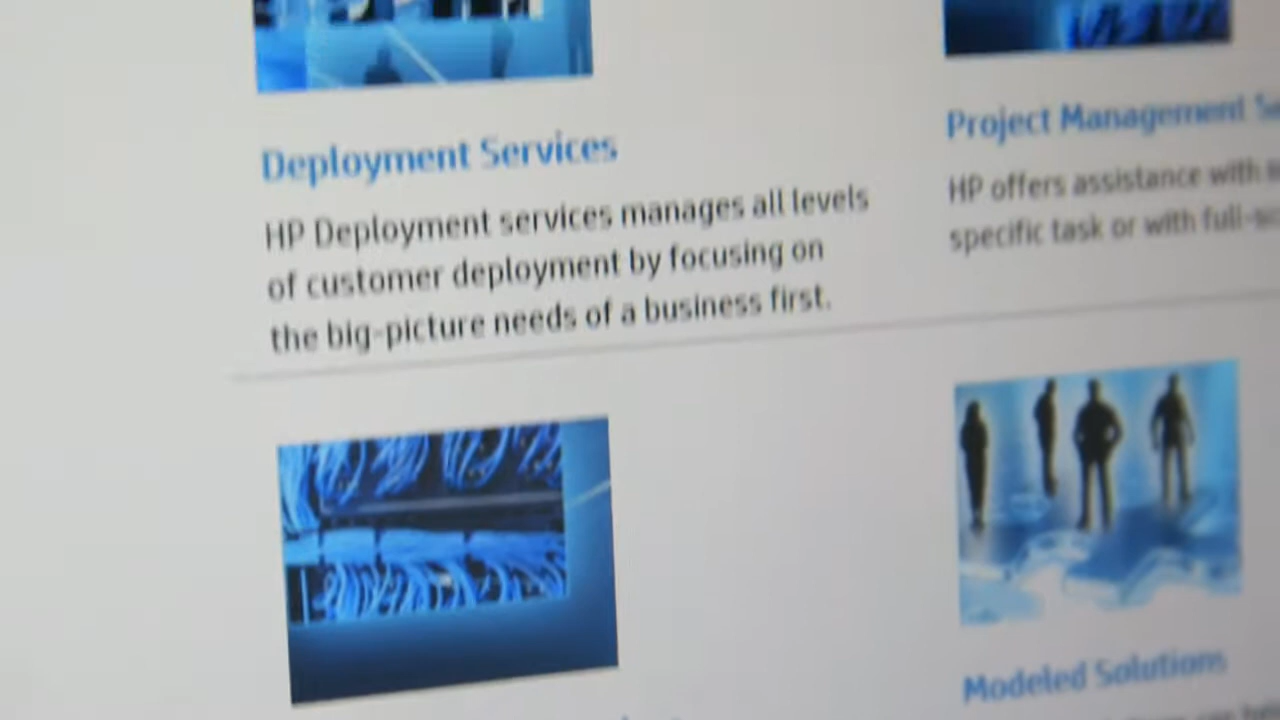 Deployment Services
HP Deployment services manages all levels
of customer deployment by focusing on
the big-picture needs of a business first.
Project Management
HP offers assistance with
specific task or with
Modeled Solutions